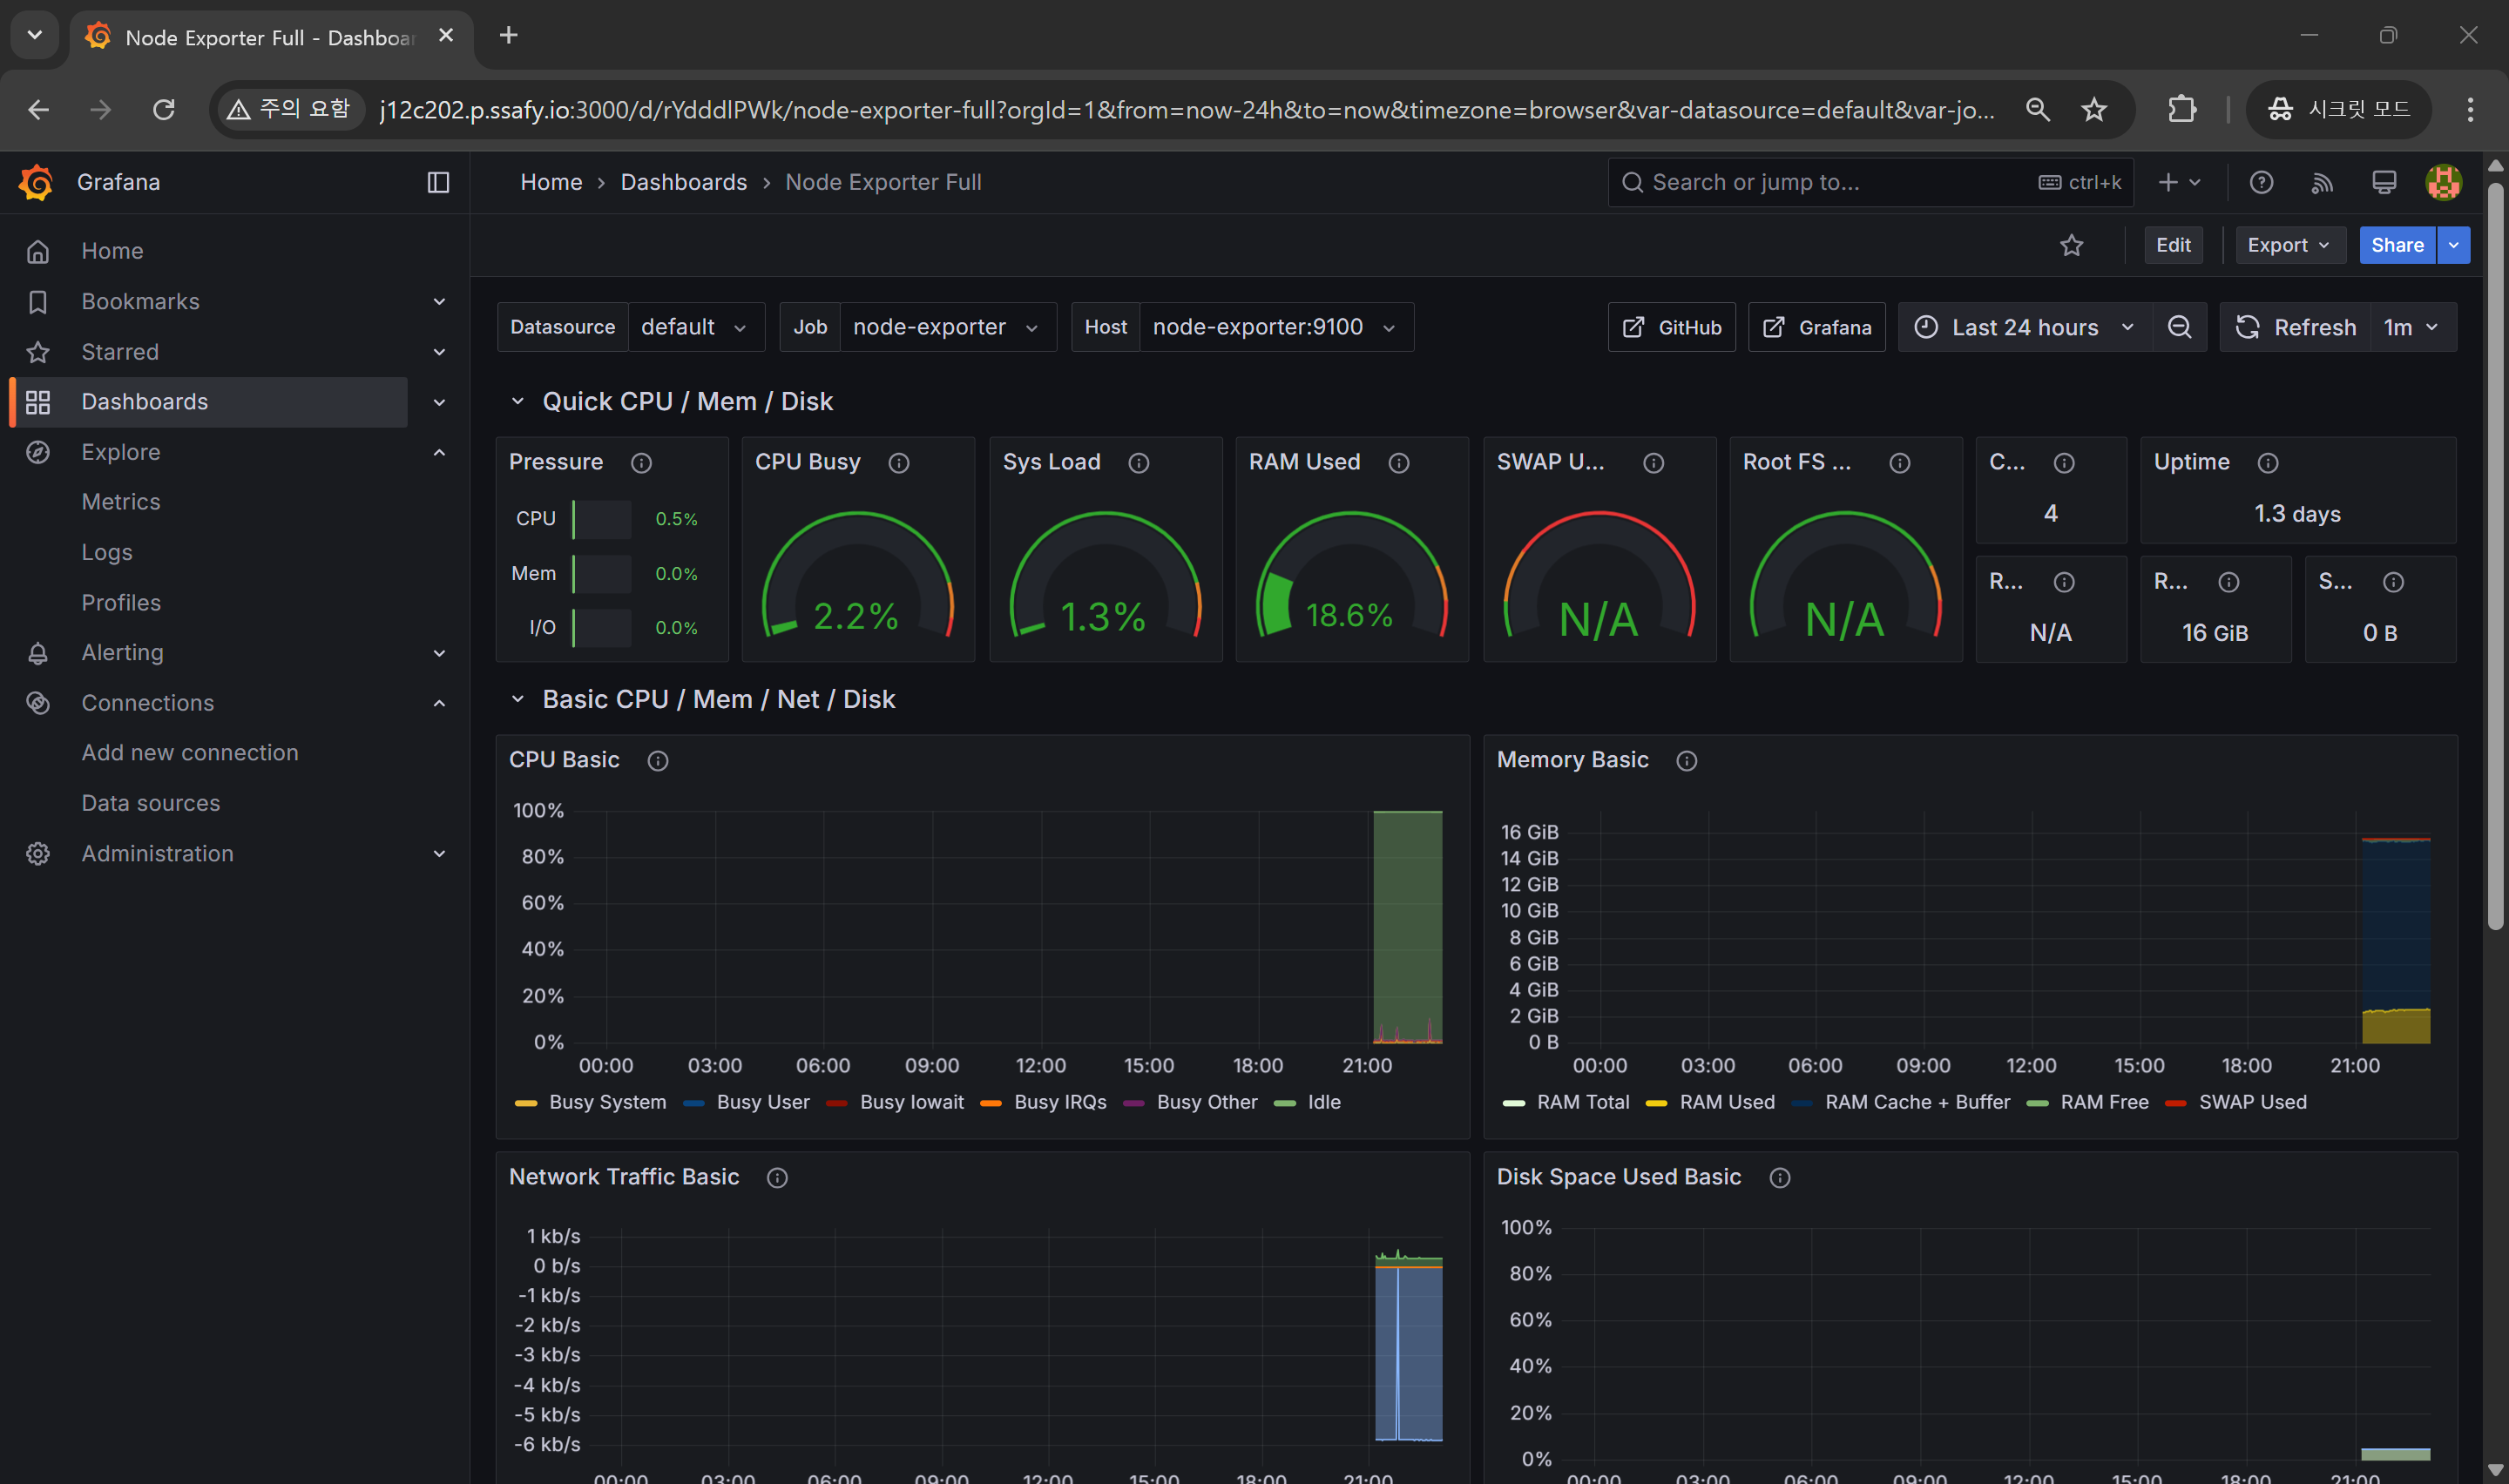 Node Exporter Full - Dashboar
주의 요함
j12c202.p.ssafy.io:3000/d/rYdddlPWk/node-exporter-full?orgId=1&from=now-24h&to=now&timezone=browser&var-datasource=default&var-jo...
시크릿 모드
Grafana
Home › Dashboards › Node Exporter Full
Search or jump to...
ctrl+k
Home
Bookmarks
Starred
Dashboards
Explore
Metrics
Logs
Profiles
Alerting
Connections
Add new connection
Data sources
Administration
Edit
Export
Share
Datasource default
Job node-exporter
Host node-exporter:9100
GitHub
Grafana
Last 24 hours
Refresh 1m
Quick CPU / Mem / Disk
Pressure
CPU 0.5%
Mem 0.0%
I/O 0.0%
CPU Busy
2.2%
Sys Load
1.3%
RAM Used
18.6%
SWAP U...
N/A
Root FS ...
N/A
C...
4
Uptime
1.3 days
R...
N/A
R...
16 GiB
S...
0 B
Basic CPU / Mem / Net / Disk
CPU Basic
100%
80%
60%
40%
20%
0%
00:00 03:00 06:00 09:00 12:00 15:00 18:00 21:00
Busy System Busy User Busy Iowait Busy IRQs Busy Other Idle
Memory Basic
16 GiB
14 GiB
12 GiB
10 GiB
8 GiB
6 GiB
4 GiB
2 GiB
0 B
00:00 03:00 06:00 09:00 12:00 15:00 18:00 21:00
RAM Total RAM Used RAM Cache + Buffer RAM Free SWAP Used
Network Traffic Basic
1 kb/s
0 b/s
-1 kb/s
-2 kb/s
-3 kb/s
-4 kb/s
-5 kb/s
-6 kb/s
00:00 03:00 06:00 09:00 12:00 15:00 18:00 21:00
Disk Space Used Basic
100%
80%
60%
40%
20%
0%
00:00 03:00 06:00 09:00 12:00 15:00 18:00 21:00